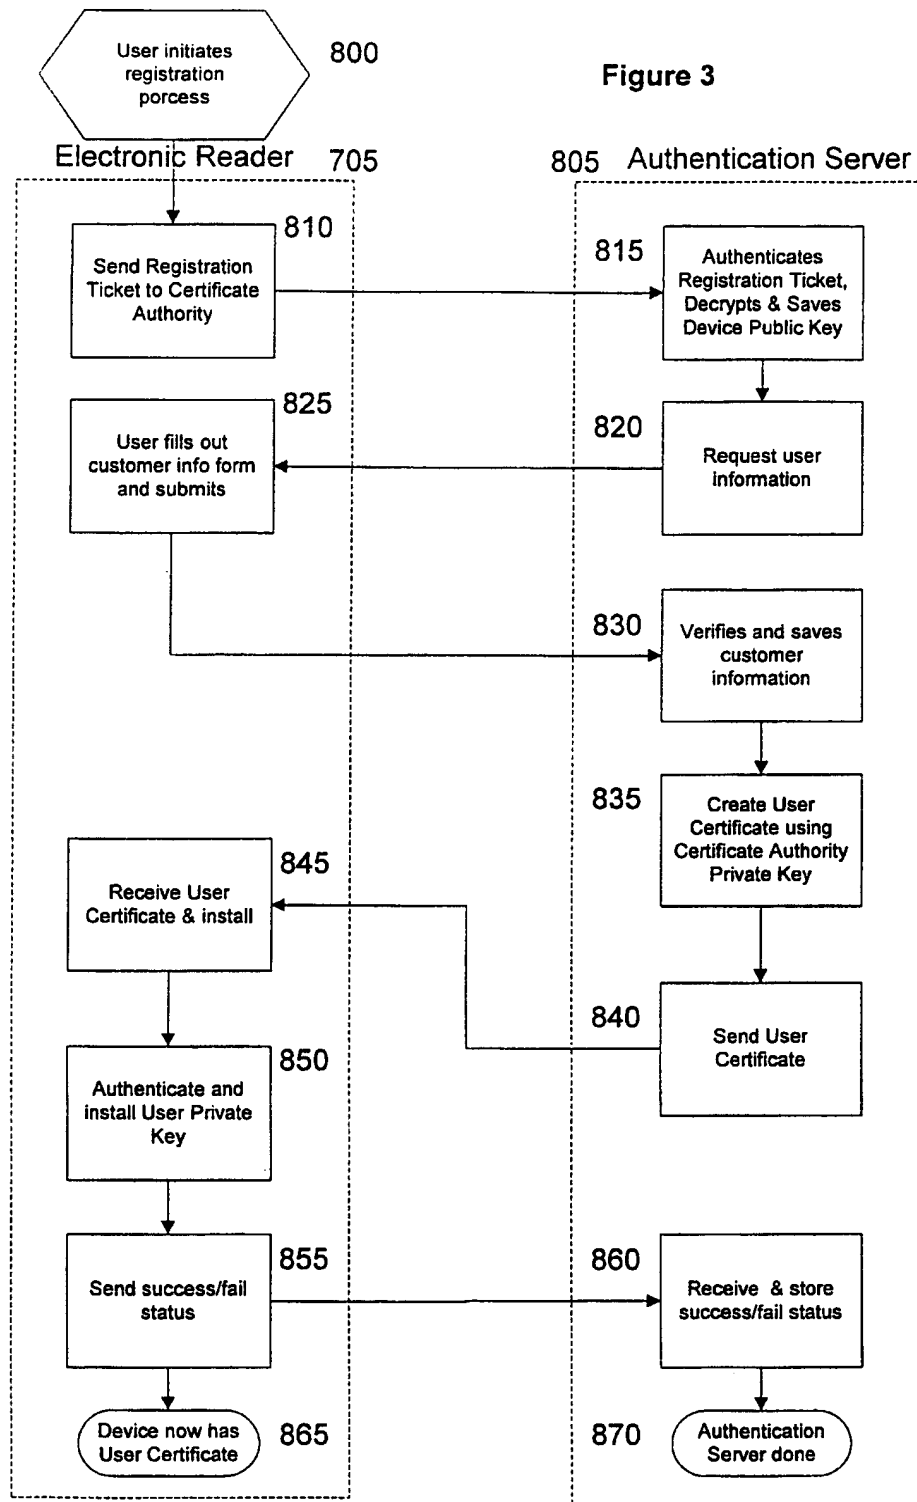 User initiates
registration
porcess
800
Figure 3
Electronic Reader
705
805
Authentication Server
810
Send Registration
Ticket to Certificate
Authority
815
Authenticates
Registration Ticket,
Decrypts & Saves
Device Public Key
825
User fills out
customer info form
and submits
820
Request user
information
830
Verifies and saves
customer
information
835
Create User
Certificate using
Certificate Authority
Private Key
845
Receive User
Certificate & install
840
Send User
Certificate
850
Authenticate and
install User Private
Key
855
Send success/fail
status
860
Receive & store
success/fail status
Device now has
User Certificate
865
870
Authentication
Server done